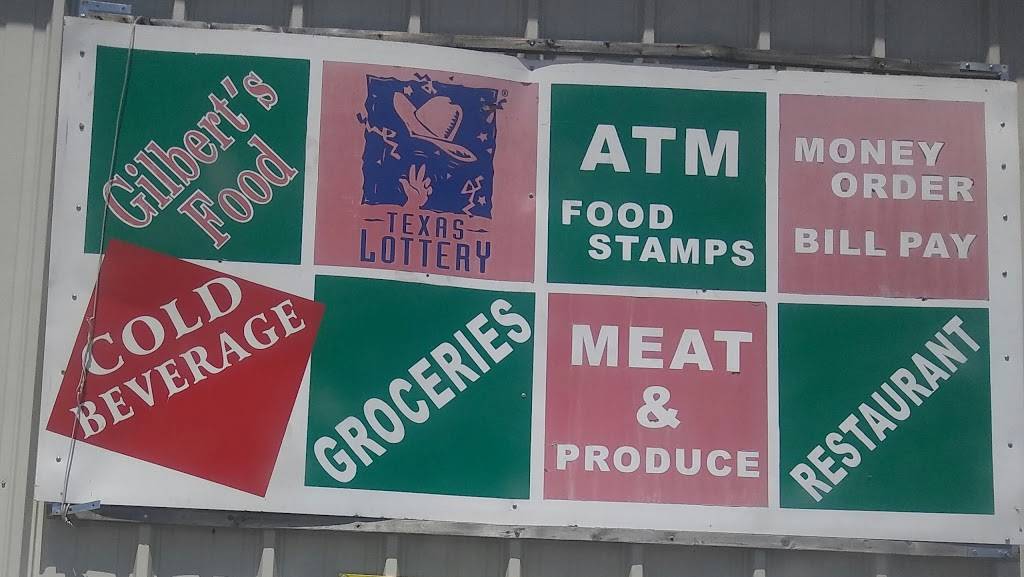 Gilbert's
Food
TEXAS
LOTTERY
®
ATM
FOOD
STAMPS
MONEY
ORDER
BILL PAY
COLD
BEVERAGE
GROCERIES
MEAT
&
PRODUCE
RESTAURANT